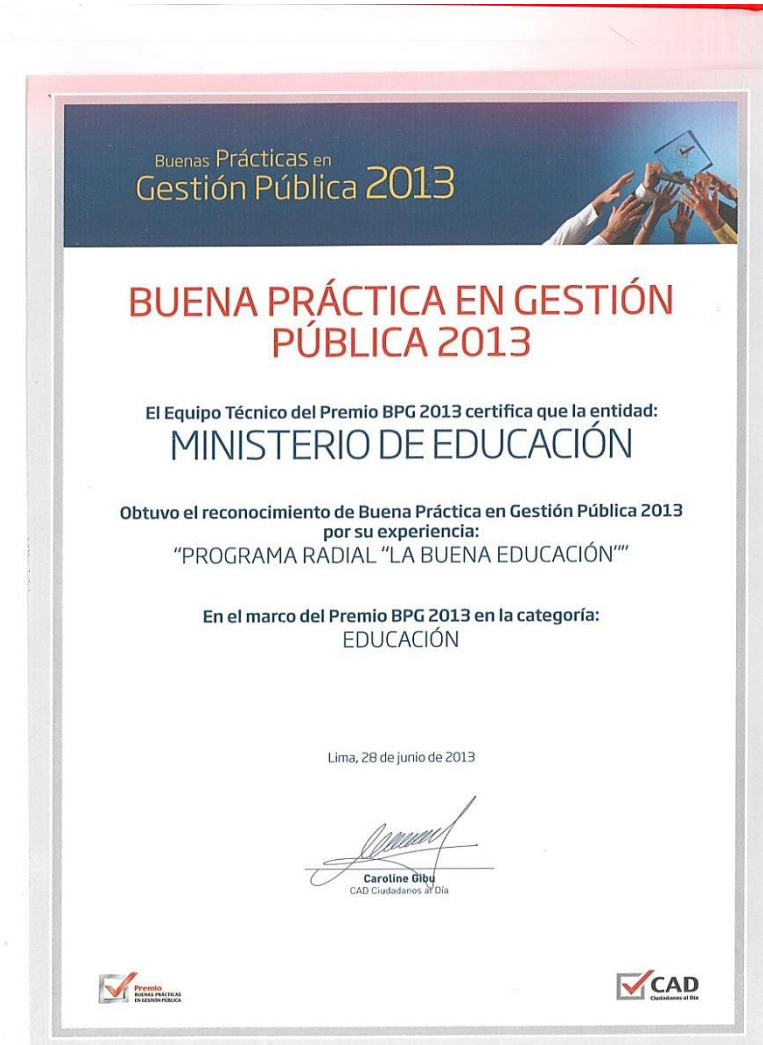 Buenas Prácticas en
Gestión Pública 2013
BUENA PRÁCTICA EN GESTIÓN
PÚBLICA 2013
El Equipo Técnico del Premio BPG 2013 certifica que la entidad:
MINISTERIO DE EDUCACIÓN
Obtuvo el reconocimiento de Buena Práctica en Gestión Pública 2013
por su experiencia:
"PROGRAMA RADIAL "LA BUENA EDUCACIÓN""
En el marco del Premio BPG 2013 en la categoría:
EDUCACIÓN
Lima, 28 de junio de 2013
Caroline Gibu
CAD Ciudadanos al Día
Premio
BUENAS PRÁCTICAS
EN GESTIÓN PÚBLICA
CAD
Ciudadanos al Día